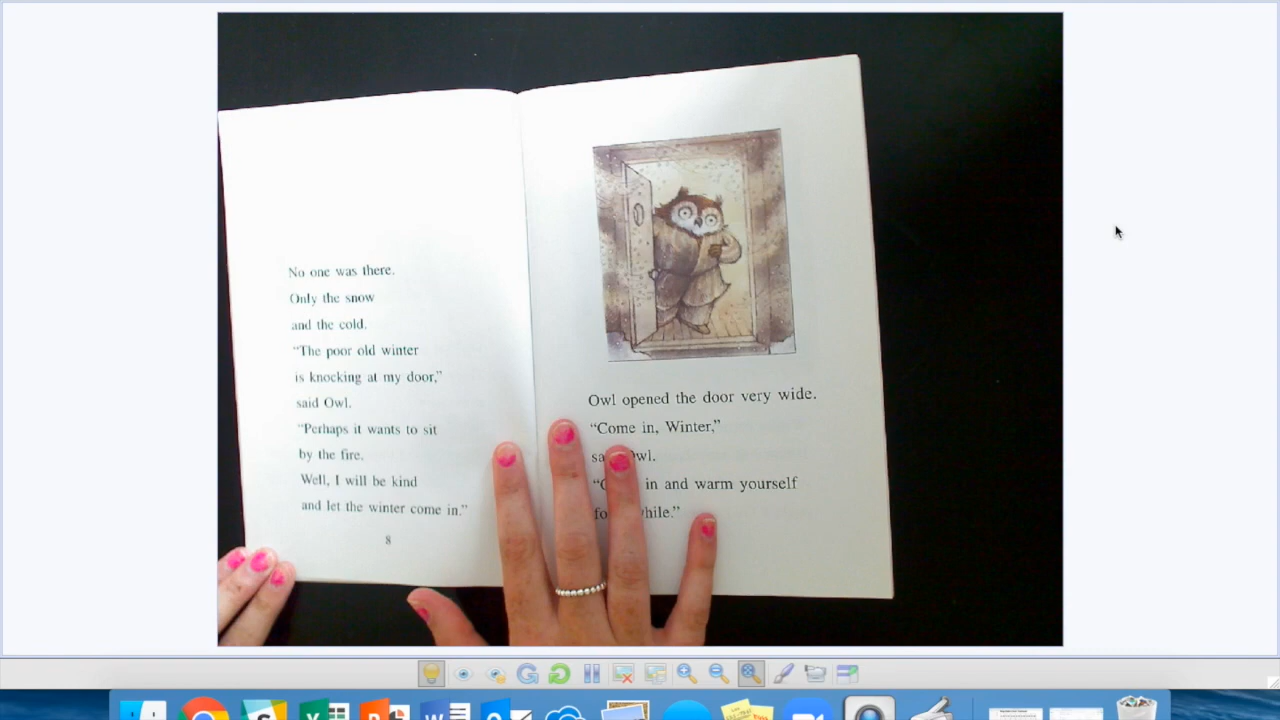 No one was there.
Only the snow
and the cold.
“The poor old winter
is knocking at my door,”
said Owl.
“Perhaps it wants to sit
by the fire.
Well, I will be kind
and let the winter come in.”
8
Owl opened the door very wide.
“Come in, Winter,”
Owl.
in and warm yourself
while.”